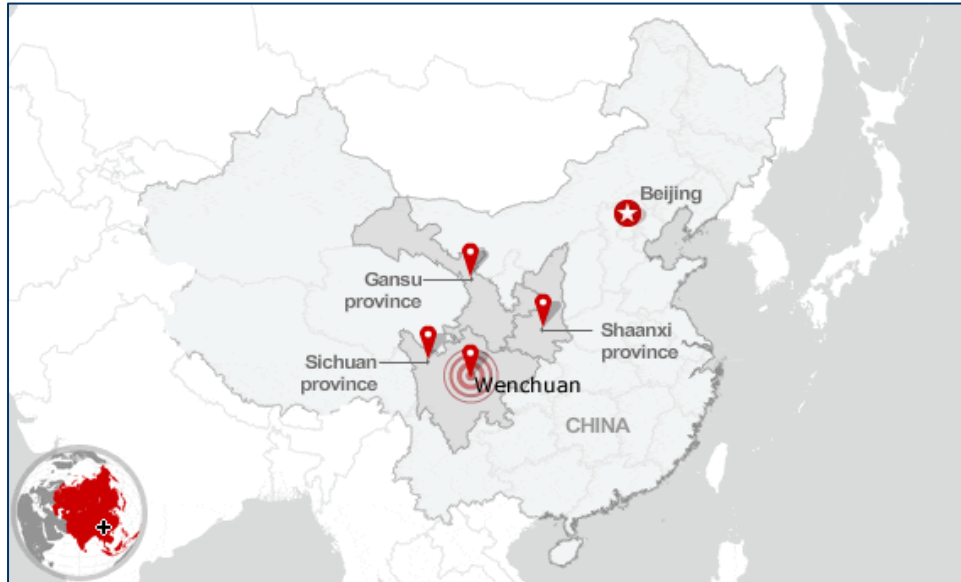 Beijing
Gansu
province
Shaanxi
province
Sichuan
province
Wenchuan
CHINA